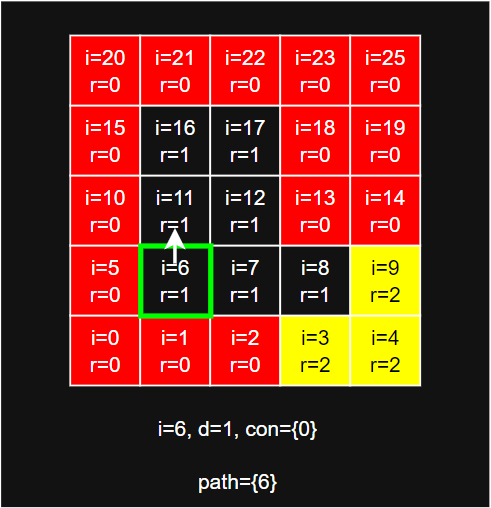 i=20 i=21 i=22 i=23 i=25
r=0 r=0 r=0 r=0 r=0
i=15 i=16 i=17 i=18 i=19
r=0 r=1 r=1 r=0 r=0
i=10 i=11 i=12 i=13 i=14
r=0 r=1 r=1 r=0 r=0
i=5 i=6 i=7 i=8 i=9
r=0 r=1 r=1 r=1 r=2
i=0 i=1 i=2 i=3 i=4
r=0 r=0 r=0 r=2 r=2
i=6, d=1, con={0}
path={6}